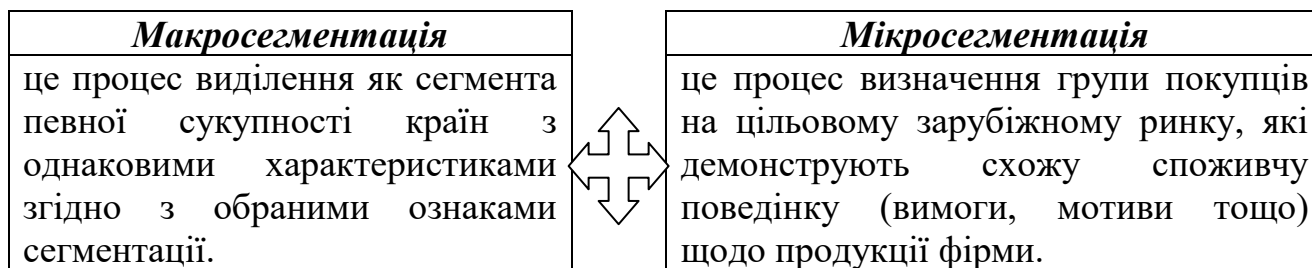 Макросегментація
це процес виділення як сегмента
певної сукупності країн з
однаковими характеристиками
згідно з обраними ознаками
сегментації.
Мікросегментація
це процес визначення групи покупців
на цільовому зарубіжному ринку, які
демонструють схожу споживчу
поведінку (вимоги, мотиви тощо)
щодо продукції фірми.